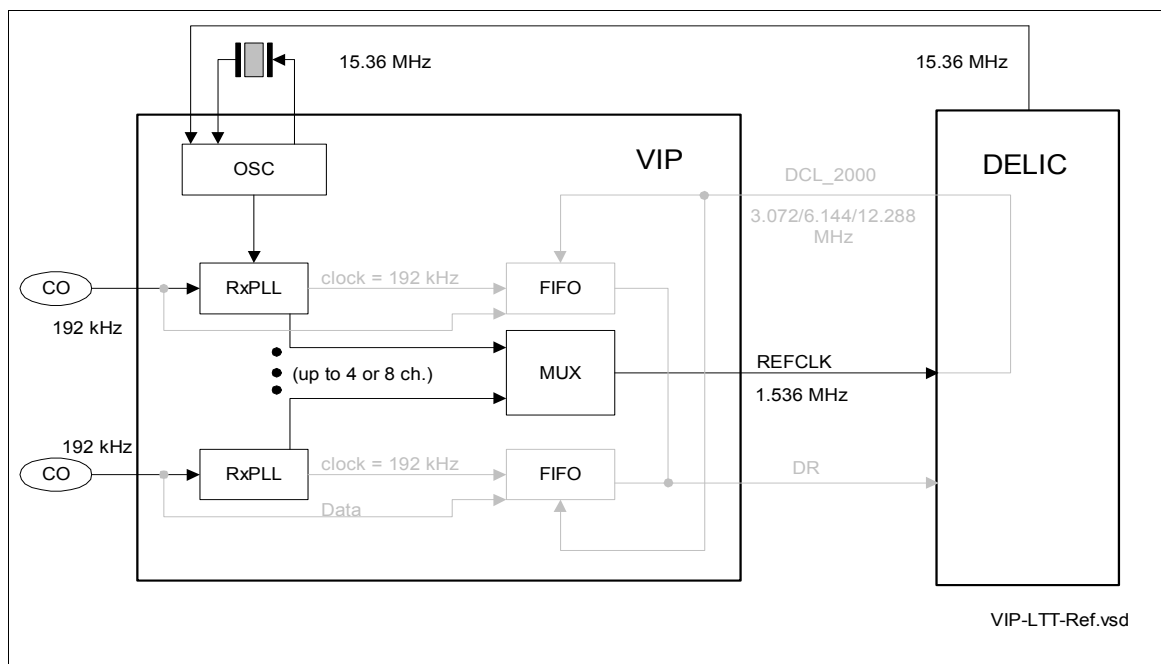 15.36 MHz
15.36 MHz
OSC
VIP
DELIC
DCL_2000
3.072/6.144/12.288
MHz
CO
192 kHz
RxPLL
clock = 192 kHz
FIFO
(up to 4 or 8 ch.)
MUX
REFCLK
1.536 MHz
192 kHz
CO
RxPLL
clock = 192 kHz
Data
FIFO
DR
VIP-LTT-Ref.vsd